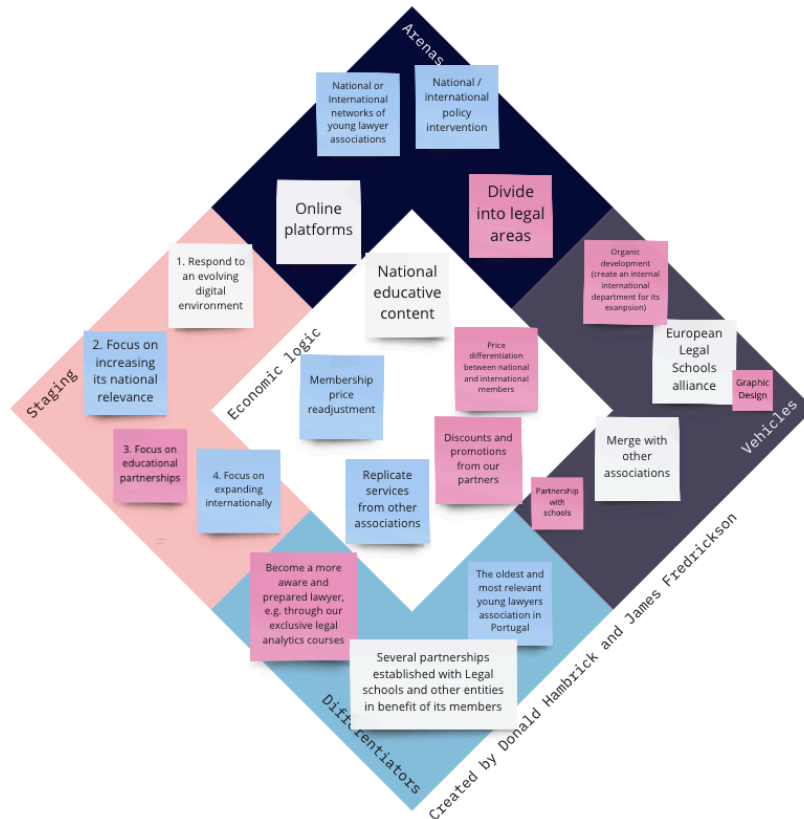 Arenas
National or
International
networks of
young lawyer
associations
National /
international
policy
intervention
Online
platforms
Divide
into legal
areas
1. Respond to
an evolving
digital
environment
2. Focus on
increasing
its national
relevance
3. Focus on
educational
partnerships
4. Focus on
expanding
internationally
Staging
Economic logic
National
educative
content
Price
differentiation
between national
and international
members
Membership
price
readjustment
Discounts and
promotions
from our
partners
Replicate
services
from other
associations
Organic
development
(create an internal
international
department for its
exanpsion)
European
Legal
Schools
alliance
Graphic
Design
Merge with
other
associations
Partnership
with
schools
Vehicles
Become a more
aware and
prepared lawyer,
e.g. through our
exclusive legal
analytics courses
The oldest and
most relevant
young lawyers
association in
Portugal
Several partnerships
established with Legal
schools and other entities
in benefit of its members
Differentiators
Created by Donald Hambrick and James Fredrickson